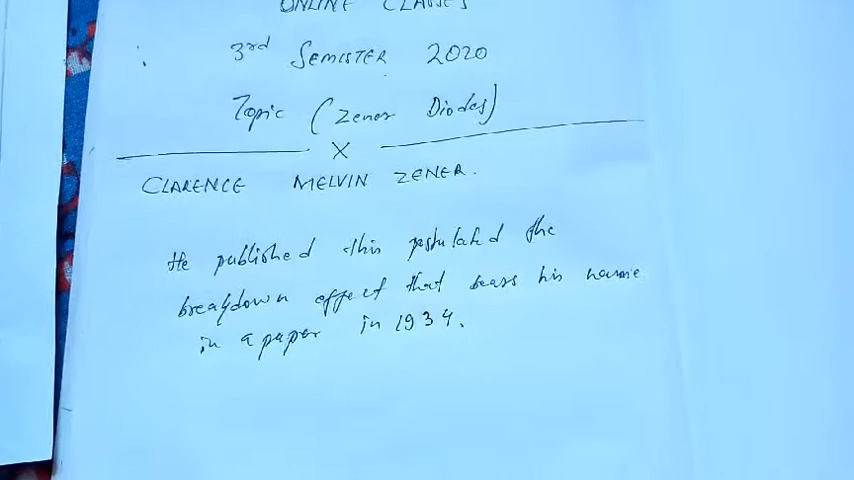 ONLINE CLASSES
3rd SEMISTER 2020
Topic (Zener Diodes)
X
CLARENCE MELVIN ZENER.
He published this postulated the
breakdown effect that bears his name
in a paper in 1934.